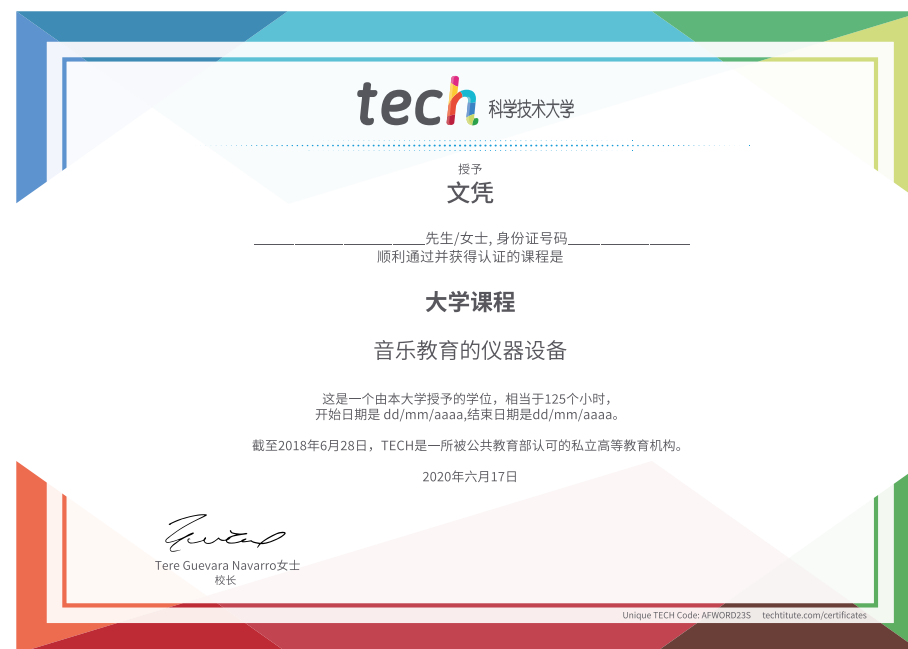 tech 科学技术大学
授予
文凭
____________________先生/女士, 身份证号码______________
顺利通过并获得认证的课程是
大学课程
音乐教育的仪器设备
这是一个由本大学授予的学位，相当于125个小时，
开始日期是 dd/mm/aaaa,结束日期是dd/mm/aaaa。
截至2018年6月28日，TECH是一所被公共教育部认可的私立高等教育机构。
2020年六月17日
Tere Guevara Navarro女士
校长
Unique TECH Code: AFWORD23S techtitute.com/certificates